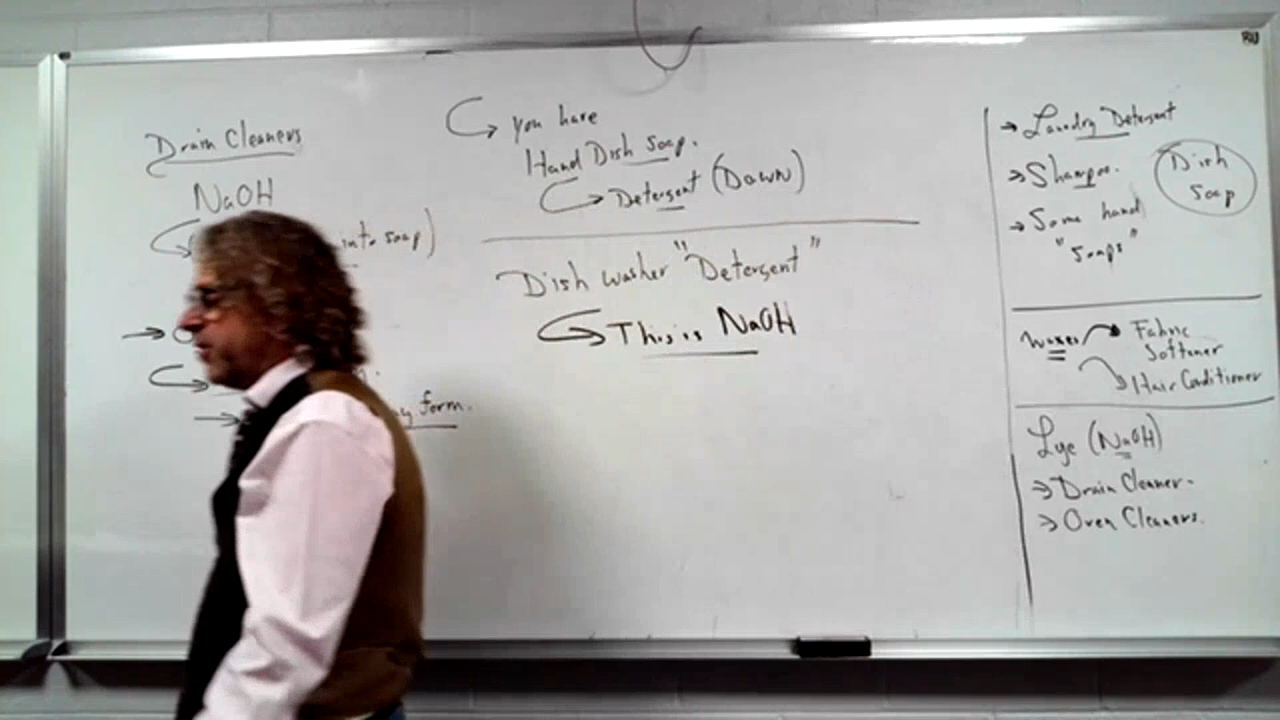 Drain Cleaners
NaOH
into soap)
form.
you have
Hand Dish Soap.
Detergent (Dawn)
Dish washer "Detergent"
This is NaOH
Laundry Detergent
Shampoo.
Some hand
"Soaps"
Dish
Soap
Waxes
Fabric
Softener
Hair Conditioner
Lye (NaOH)
Drain Cleaner-
Oven Cleaners.